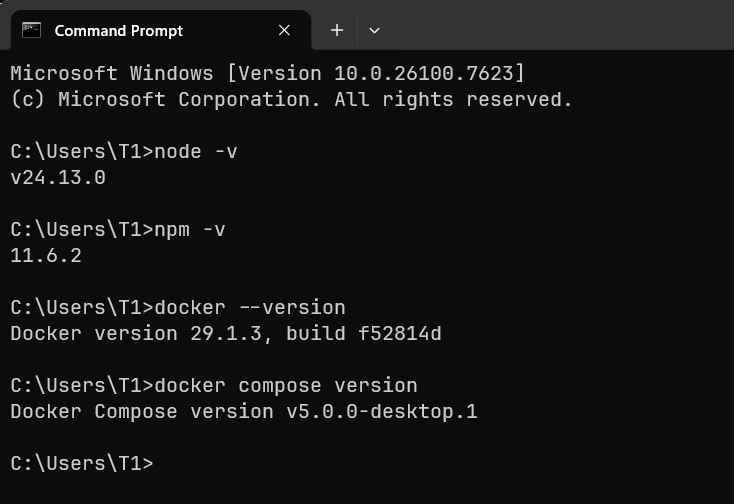 Command Prompt
Microsoft Windows [Version 10.0.26100.7623]
(c) Microsoft Corporation. All rights reserved.
C:\Users\T1>node -v
v24.13.0
C:\Users\T1>npm -v
11.6.2
C:\Users\T1>docker --version
Docker version 29.1.3, build f52814d
C:\Users\T1>docker compose version
Docker Compose version v5.0.0-desktop.1
C:\Users\T1>